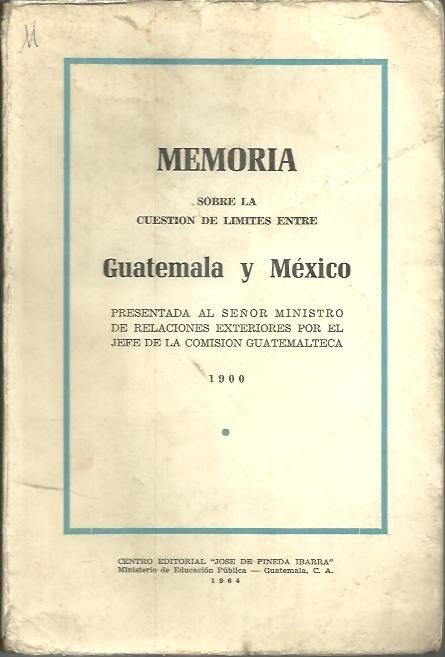 M
MEMORIA
SOBRE LA
CUESTION DE LIMITES ENTRE
Guatemala y México
PRESENTADA AL SEÑOR MINISTRO
DE RELACIONES EXTERIORES POR EL
JEFE DE LA COMISION GUATEMALTECA
1900
CENTRO EDITORIAL "JOSE DE PINEDA IBARRA"
Ministerio de Educación Pública — Guatemala, C. A.
1964